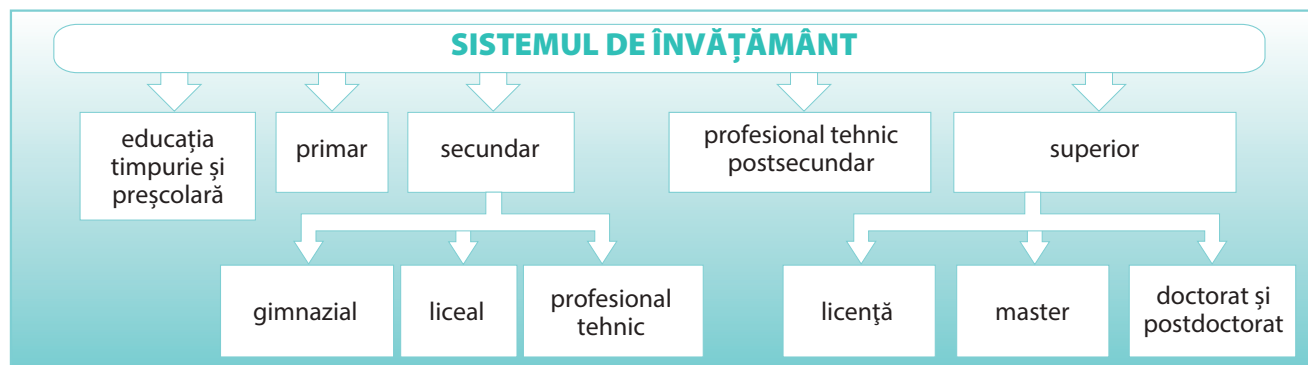 SISTEMUL DE ÎNVĂȚĂMÂNT
educația
timpurie și
preșcolară
primar
secundar
profesional tehnic
postsecundar
superior
gimnazial
liceal
profesional
tehnic
licenţă
master
doctorat și
postdoctorat